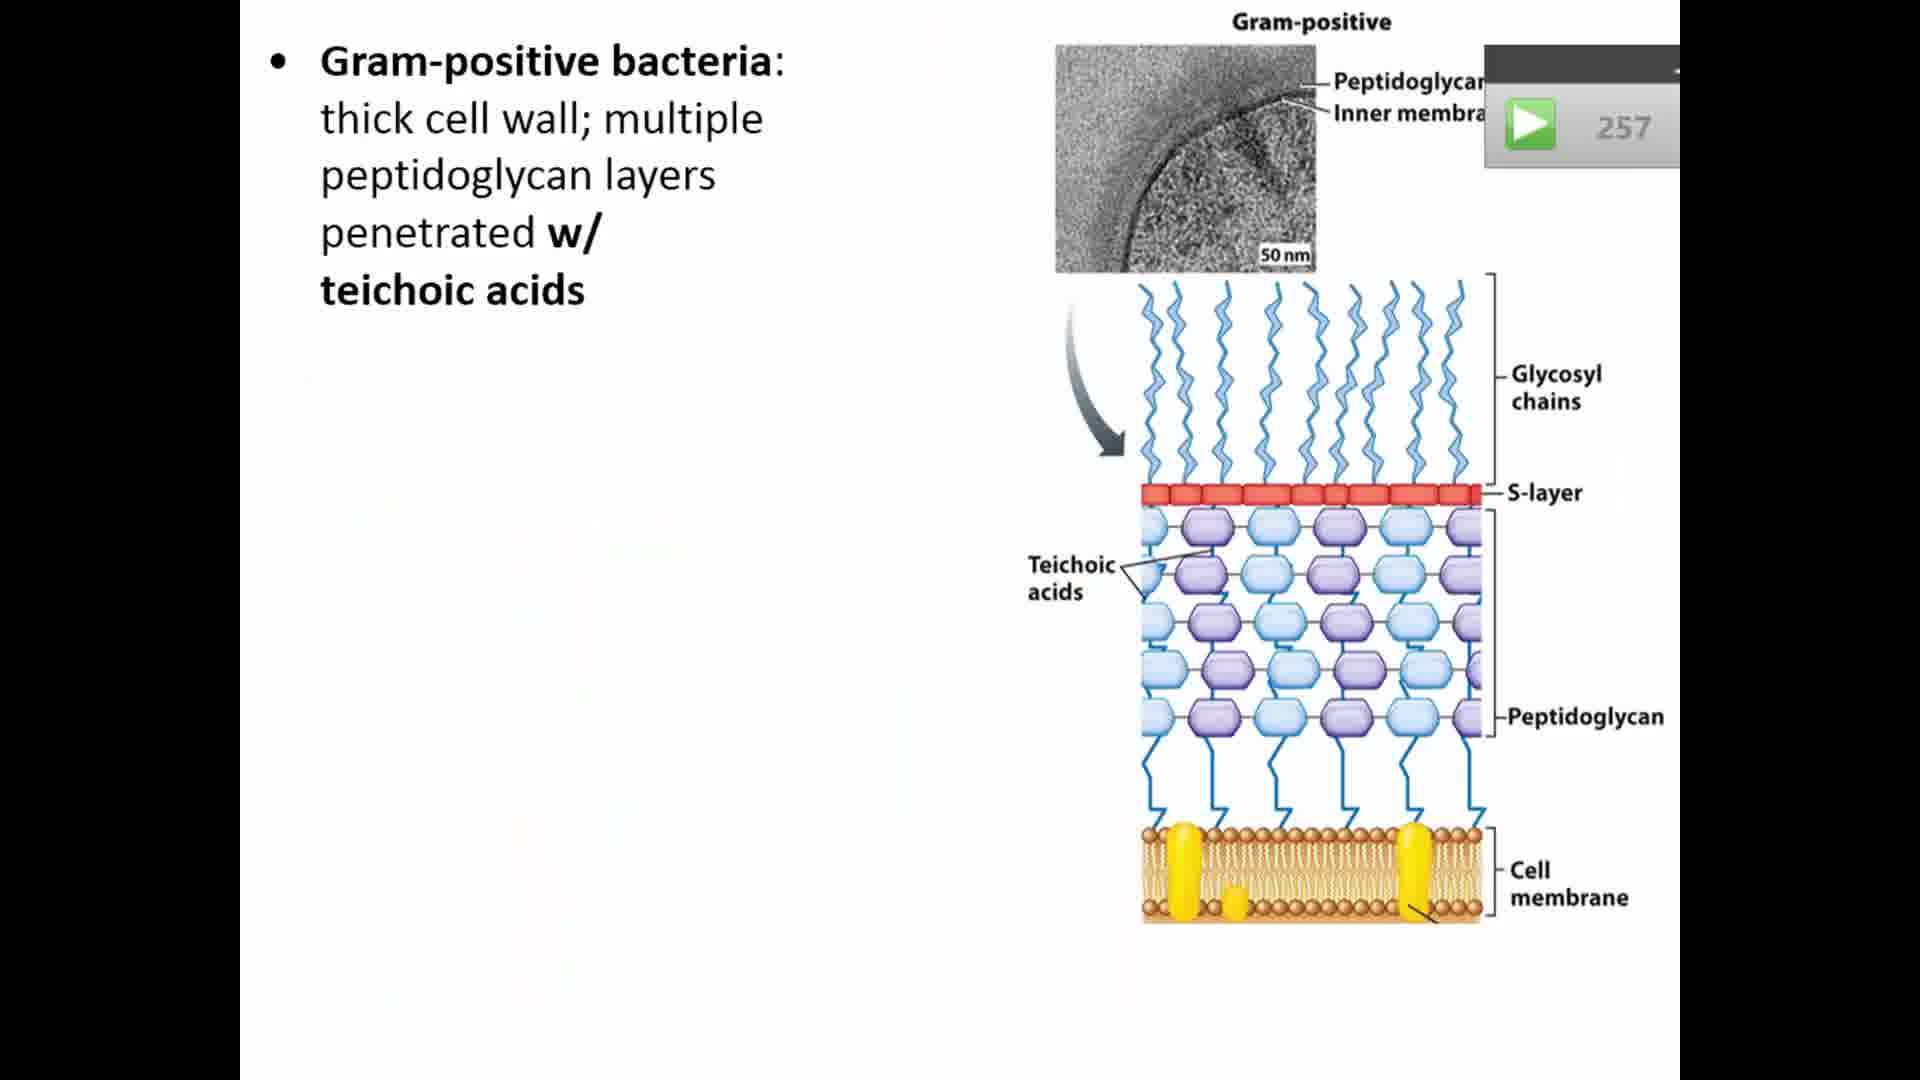 • Gram-positive bacteria:
thick cell wall; multiple
peptidoglycan layers
penetrated w/
teichoic acids
Gram-positive
Peptidoglycan
Inner membra
257
50 nm
Glycosyl
chains
S-layer
Teichoic
acids
Peptidoglycan
Cell
membrane